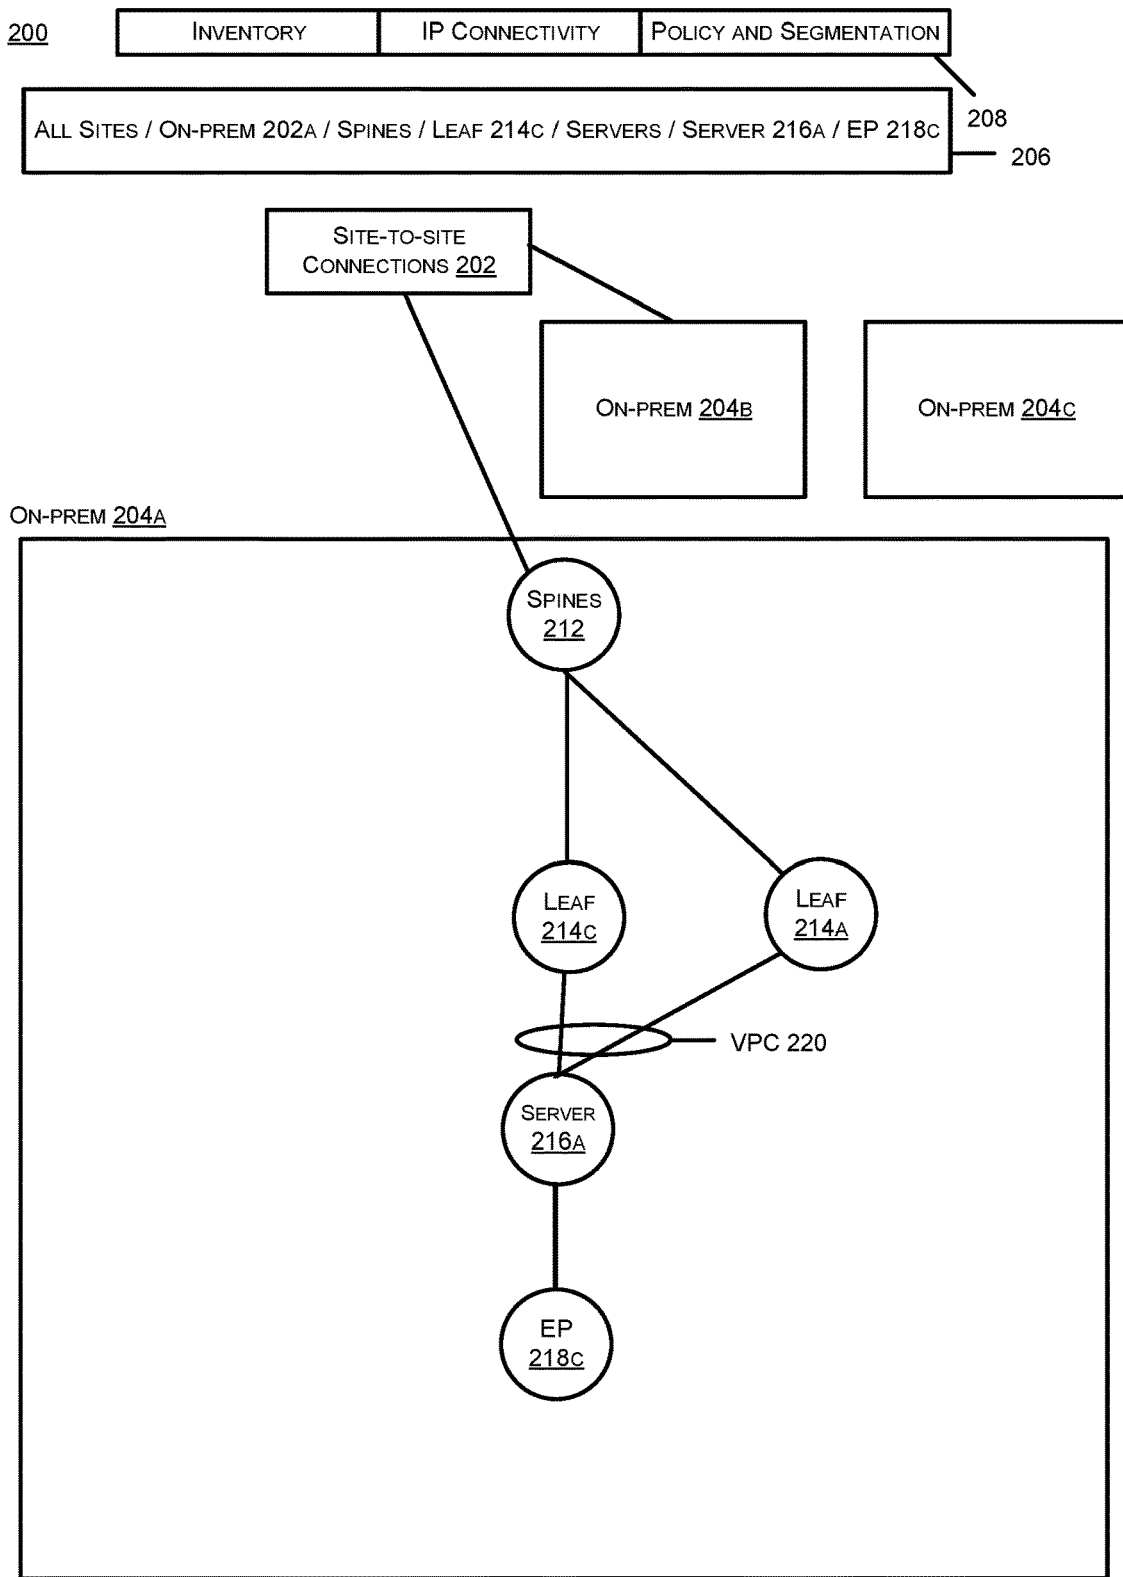 200
INVENTORY IP CONNECTIVITY POLICY AND SEGMENTATION
208
ALL SITES / ON-PREM 202A / SPINES / LEAF 214C / SERVERS / SERVER 216A / EP 218C
206
SITE-TO-SITE
CONNECTIONS 202
ON-PREM 204B
ON-PREM 204C
ON-PREM 204A
SPINES
212
LEAF
214C
LEAF
214A
VPC 220
SERVER
216A
EP
218C